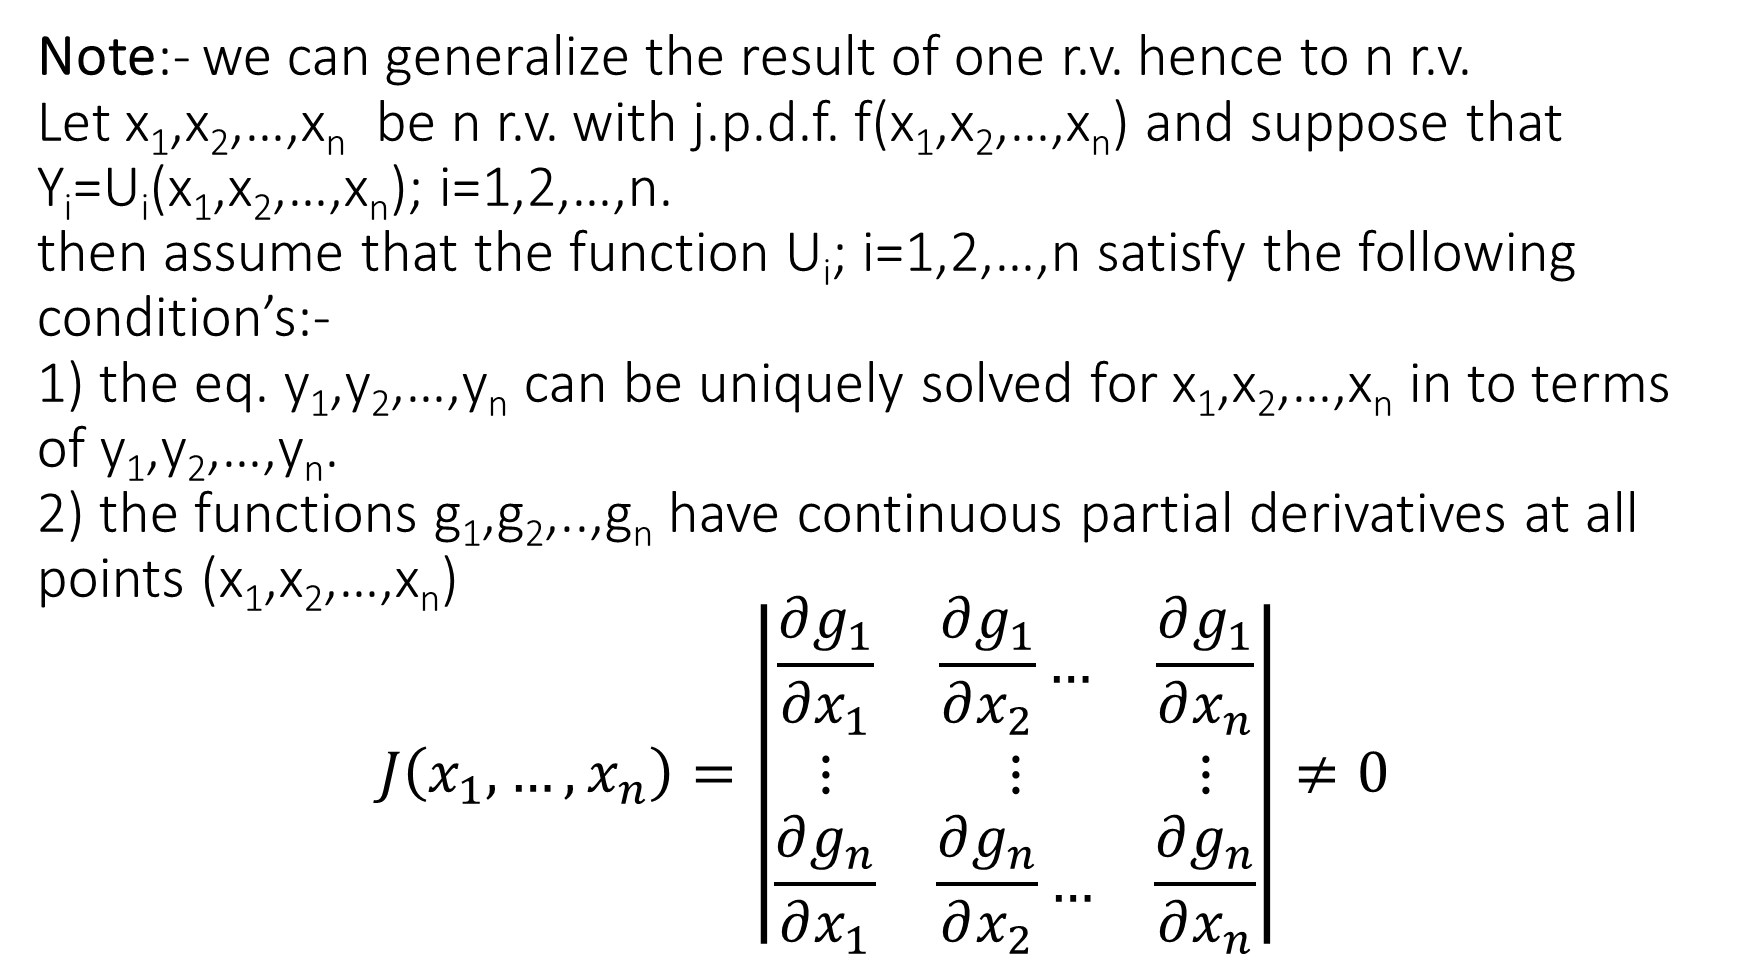 Note:- we can generalize the result of one r.v. hence to n r.v.
Let x₁,x₂,...,xₙ be n r.v. with j.p.d.f. f(x₁,x₂,...,xₙ) and suppose that
Yᵢ=Uᵢ(x₁,x₂,...,xₙ); i=1,2,...,n.
then assume that the function Uᵢ; i=1,2,...,n satisfy the following
condition’s:-
1) the eq. y₁,y₂,...,yₙ can be uniquely solved for x₁,x₂,...,xₙ in to terms
of y₁,y₂,...,yₙ.
2) the functions g₁,g₂,..,gₙ have continuous partial derivatives at all
points (x₁,x₂,...,xₙ)
∂g₁ ∂g₁ ∂g₁
∂x₁ ∂x₂ ... ∂xₙ
J(x₁, ... , xₙ) = | ⋮ ⋮ ⋮ | ≠ 0
∂gₙ ∂gₙ ∂gₙ
∂x₁ ∂x₂ ... ∂xₙ